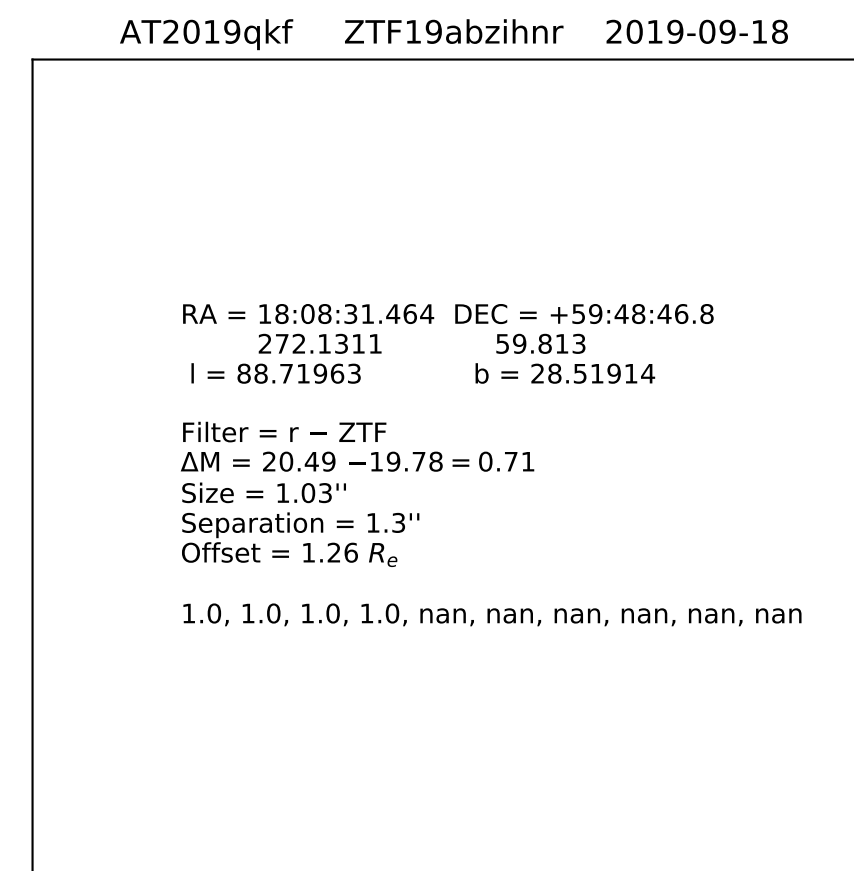 AT2019qkf ZTF19abzihnr 2019-09-18
RA = 18:08:31.464 DEC = +59:48:46.8
272.1311 59.813
l = 88.71963 b = 28.51914
Filter = r − ZTF
ΔM = 20.49 −19.78 = 0.71
Size = 1.03''
Separation = 1.3''
Offset = 1.26 Rₑ
1.0, 1.0, 1.0, 1.0, nan, nan, nan, nan, nan, nan